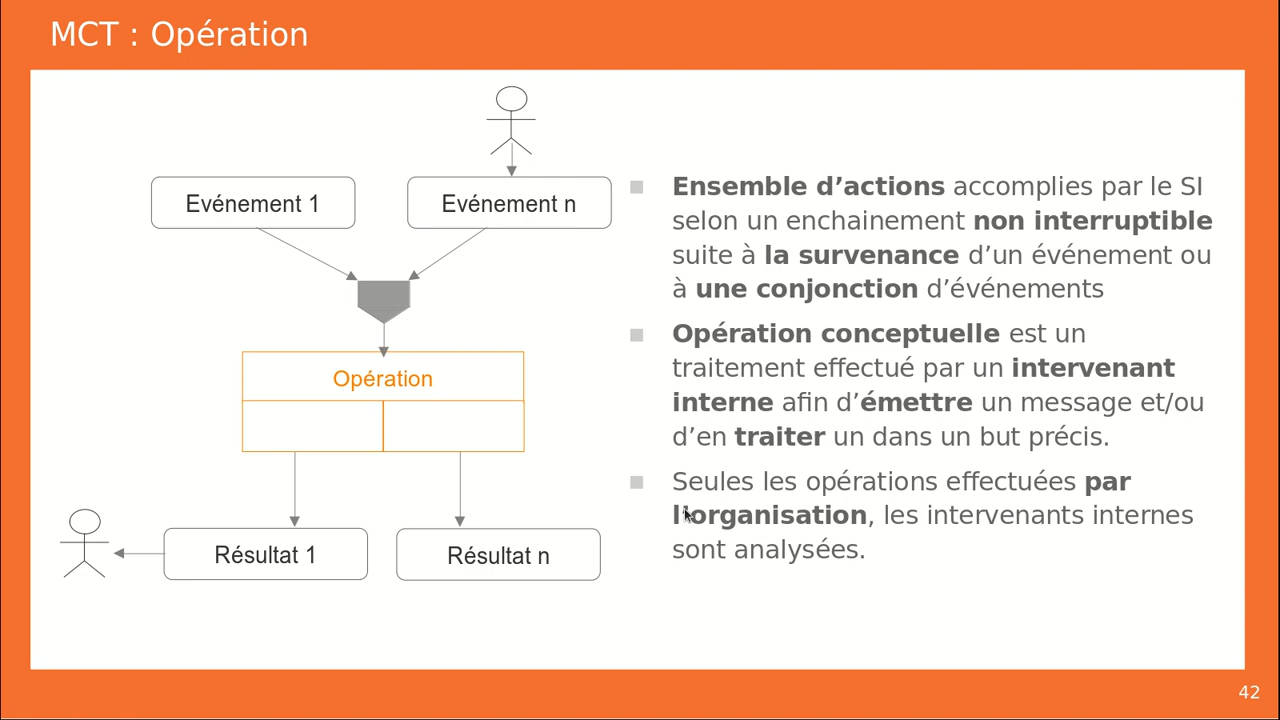 MCT : Opération
Evénement 1
Evénement n
Opération
Résultat 1
Résultat n
Ensemble d’actions accomplies par le SI
selon un enchainement non interruptible
suite à la survenance d’un événement ou
à une conjonction d’événements
Opération conceptuelle est un
traitement effectué par un intervenant
interne afin d’émettre un message et/ou
d’en traiter un dans un but précis.
Seules les opérations effectuées par
l’organisation, les intervenants internes
sont analysées.
42